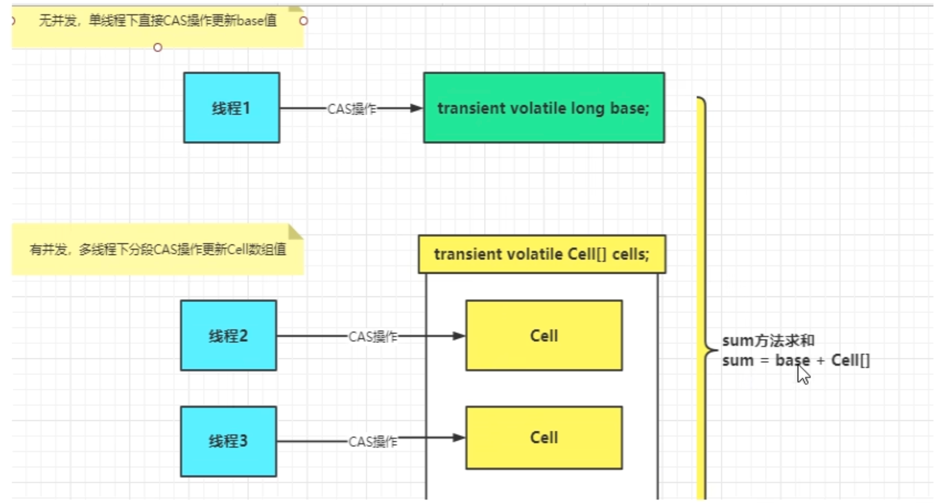 无并发，单线程下直接CAS操作更新base值
线程1
CAS操作
transient volatile long base;
有并发，多线程下分段CAS操作更新Cell数组值
transient volatile Cell[] cells;
线程2
CAS操作
Cell
sum方法求和
sum = base + Cell[]
线程3
CAS操作
Cell